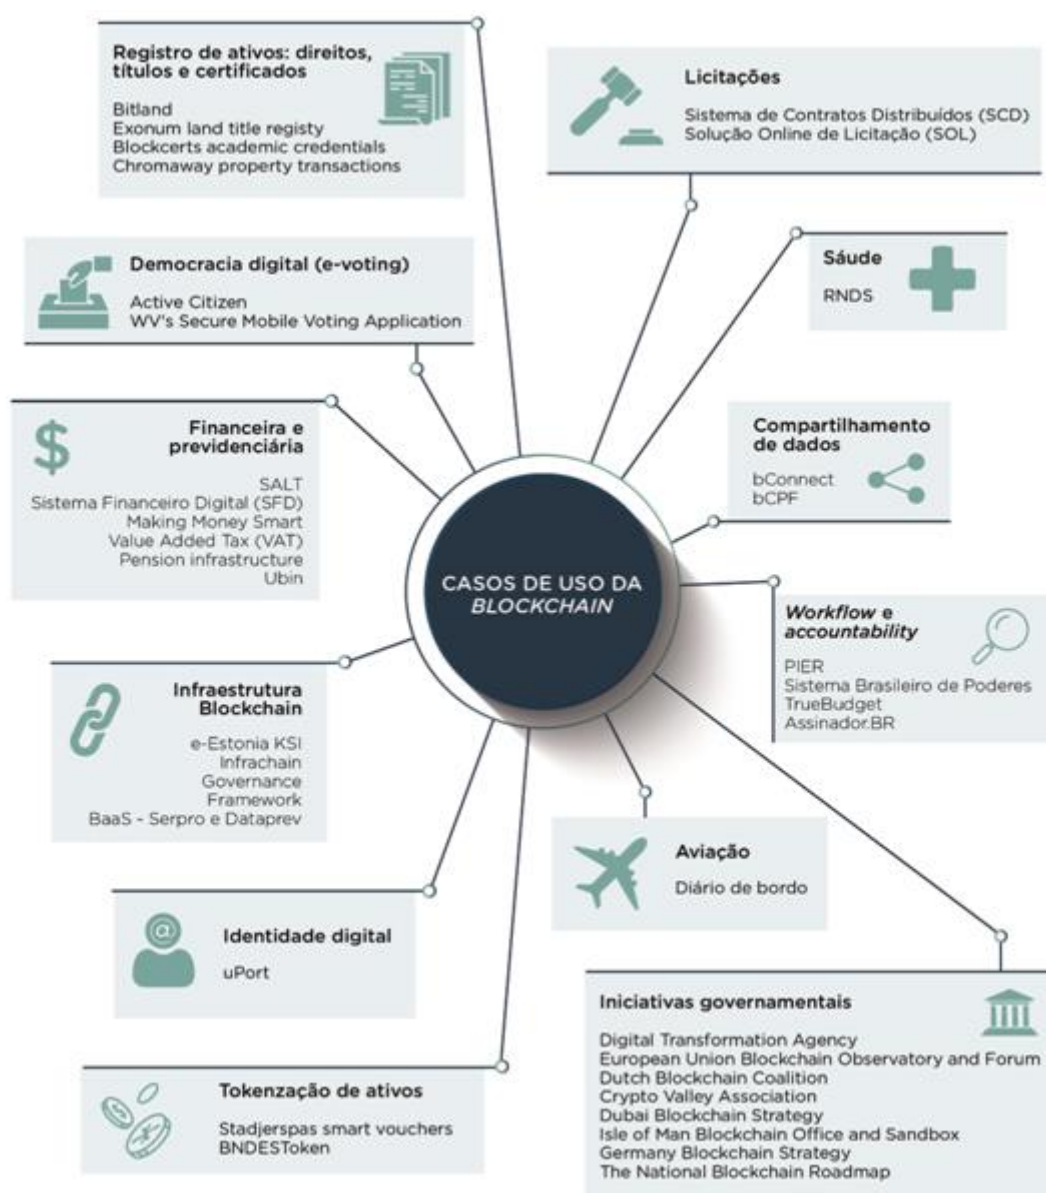 Registro de ativos: direitos,
títulos e certificados
Bitland
Exonum land title registy
Blockcerts academic credentials
Chromaway property transactions
Licitações
Sistema de Contratos Distribuídos (SCD)
Solução Online de Licitação (SOL)
Democracia digital (e-voting)
Active Citizen
WV's Secure Mobile Voting Application
Sáude
RNDS
Financeira e
previdenciária
SALT
Sistema Financeiro Digital (SFD)
Making Money Smart
Value Added Tax (VAT)
Pension infrastructure
Ubin
Compartilhamento
de dados
bConnect
bCPF
CASOS DE USO DA
BLOCKCHAIN
Workflow e
accountability
PIER
Sistema Brasileiro de Poderes
TrueBudget
Assinador.BR
Infraestrutura
Blockchain
e-Estonia KSI
Infrachain
Governance
Framework
BaaS - Serpro e Dataprev
Aviação
Diário de bordo
Identidade digital
uPort
Iniciativas governamentais
Digital Transformation Agency
European Union Blockchain Observatory and Forum
Dutch Blockchain Coalition
Crypto Valley Association
Dubai Blockchain Strategy
Isle of Man Blockchain Office and Sandbox
Germany Blockchain Strategy
The National Blockchain Roadmap
Tokenzação de ativos
Stadjerspas smart vouchers
BNDESToken